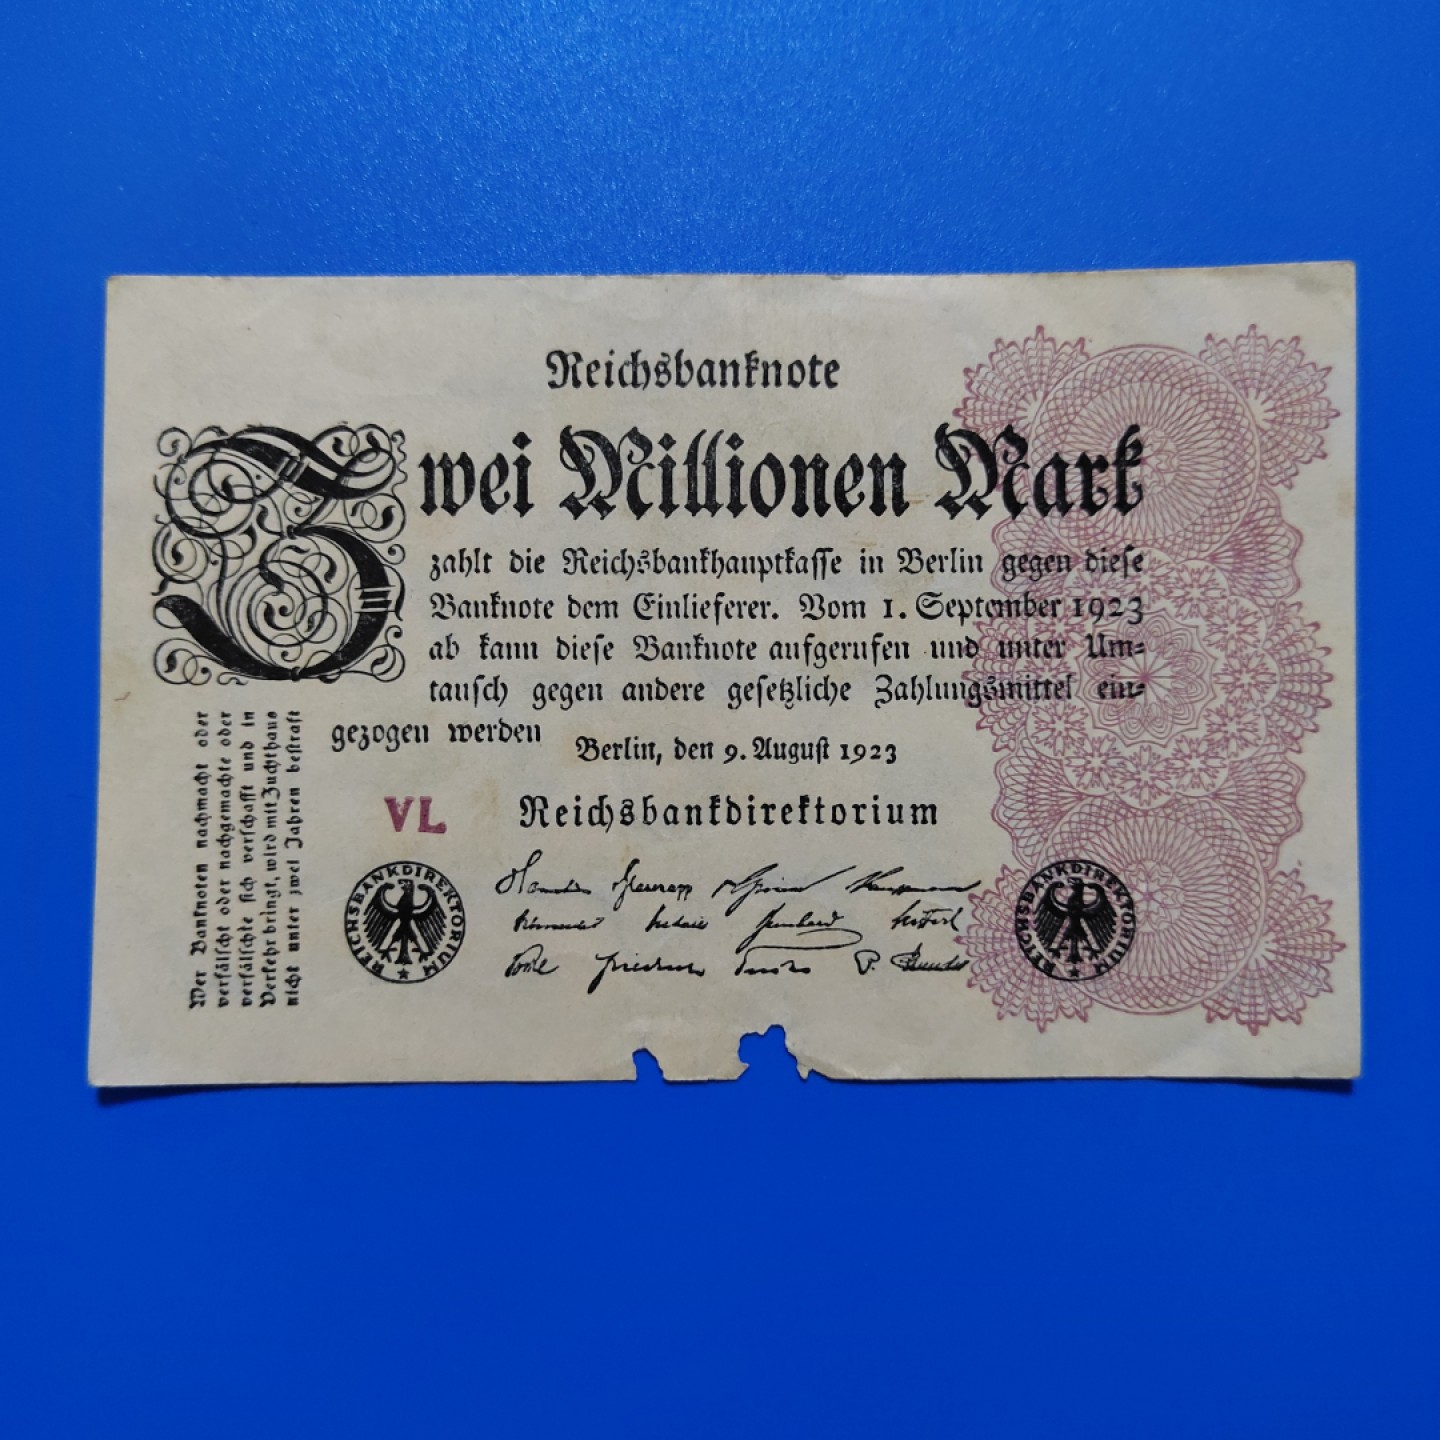 Reichsbanknote
Zwei Millionen Mark
zahlt die Reichsbankhauptkasse in Berlin gegen diese
Banknote dem Einlieferer. Vom 1. September 1923
ab kann diese Banknote aufgerufen und unter Um-
tausch gegen andere gesetzliche Zahlungsmittel ein-
gezogen werden
Berlin, den 9. August 1923
VL
Reichsbankdirektorium
REICHSBANKDIREKTORIUM
REICHSBANKDIREKTORIUM
Wer Banknoten nachmacht oder
verfälscht oder nachgemachte oder
verfälschte sich verschafft und in
Verkehr bringt, wird mit Zuchthaus
nicht unter zwei Jahren bestraft